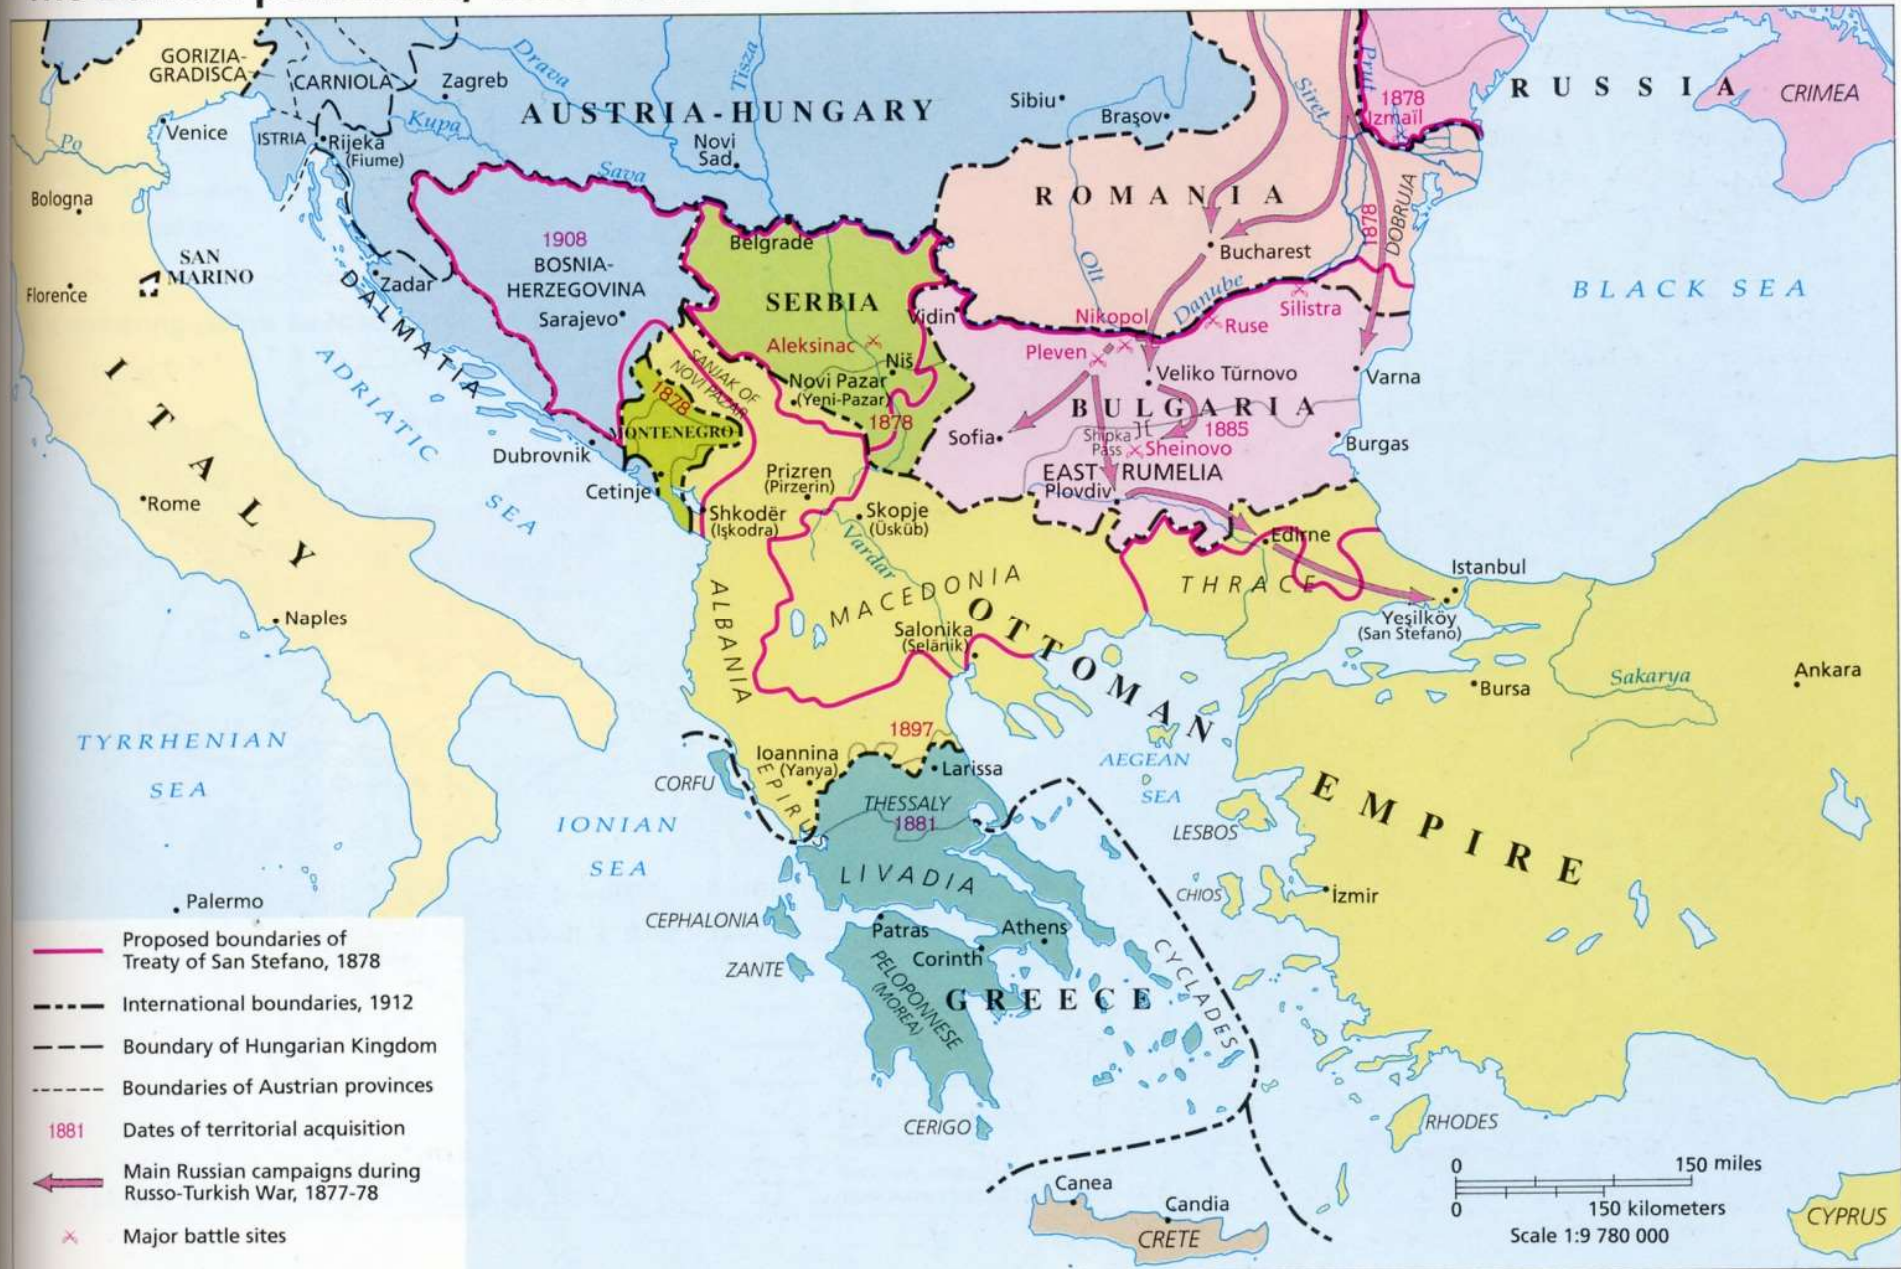 GORIZIA-
GRADISCA
CARNIOLA
Zagreb
Drava
Tisza
AUSTRIA-HUNGARY
Sibiu
Braşov
Siret
Prut
1878
Izmaïl
RUSSIA
CRIMEA
Po
Venice
ISTRIA
Rijeka
(Fiume)
Kupa
Novi
Sad
Sava
Bologna
ROMANIA
1878
DOBRUJA
SAN
MARINO
Florence
Zadar
DALMATIA
1908
BOSNIA-
HERZEGOVINA
Sarajevo
Belgrade
SERBIA
Vidin
Olt
Bucharest
Danube
Silistra
BLACK SEA
Nikopol
Ruse
Aleksinac
Niš
Pleven
Veliko Tŭrnovo
Varna
SANJAK OF
NOVI PAZAR
Novi Pazar
(Yeni-Pazar)
1878
1878
MONTENEGRO
BULGARIA
Sofia
Shipka
Pass
1885
Sheinovo
Burgas
EAST RUMELIA
Plovdiv
ITALY
ADRIATIC
SEA
Dubrovnik
Cetinje
Prizren
(Pirzerin)
Rome
Shkodër
(Işkodra)
Skopje
(Üsküb)
Vardar
Edirne
Istanbul
THRACE
Yeşilköy
(San Stefano)
ALBANIA
MACEDONIA
Salonika
(Selänik)
OTTOMAN
EMPIRE
Naples
Bursa
Sakarya
Ankara
TYRRHENIAN
SEA
1897
Ioannina
(Yanya)
EPIRU
Larissa
CORFU
THESSALY
1881
AEGEAN
SEA
LESBOS
IONIAN
SEA
LIVADIA
CHIOS
İzmir
Palermo
CEPHALONIA
Patras
Athens
Corinth
ZANTE
PELOPONNESE
(MOREA)
GREECE
CYCLADES
CERIGO
RHODES
Canea
Candia
CRETE
CYPRUS
Proposed boundaries of
Treaty of San Stefano, 1878
International boundaries, 1912
Boundary of Hungarian Kingdom
Boundaries of Austrian provinces
1881 Dates of territorial acquisition
Main Russian campaigns during
Russo-Turkish War, 1877-78
Major battle sites
0 150 miles
0 150 kilometers
Scale 1:9 780 000